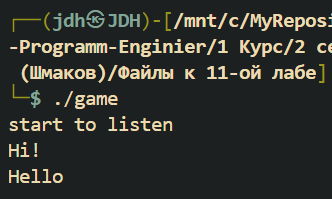 ┌──(jdh㉿JDH)-[/mnt/c/MyReposi
-Programm-Enginier/1 Курс/2 се
(Шмаков)/Файлы к 11-ой лабе]
└─$ ./game
start to listen
Hi!
Hello